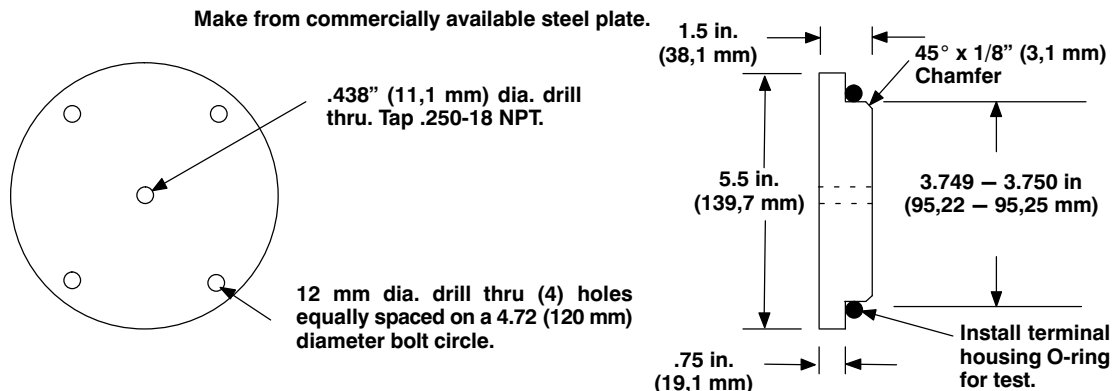 Make from commercially available steel plate.
.438” (11,1 mm) dia. drill
thru. Tap .250-18 NPT.
12 mm dia. drill thru (4) holes
equally spaced on a 4.72 (120 mm)
diameter bolt circle.
1.5 in.
(38,1 mm)
45° x 1/8” (3,1 mm)
Chamfer
5.5 in.
(139,7 mm)
3.749 – 3.750 in
(95,22 – 95,25 mm)
.75 in.
(19,1 mm)
Install terminal
housing O-ring
for test.